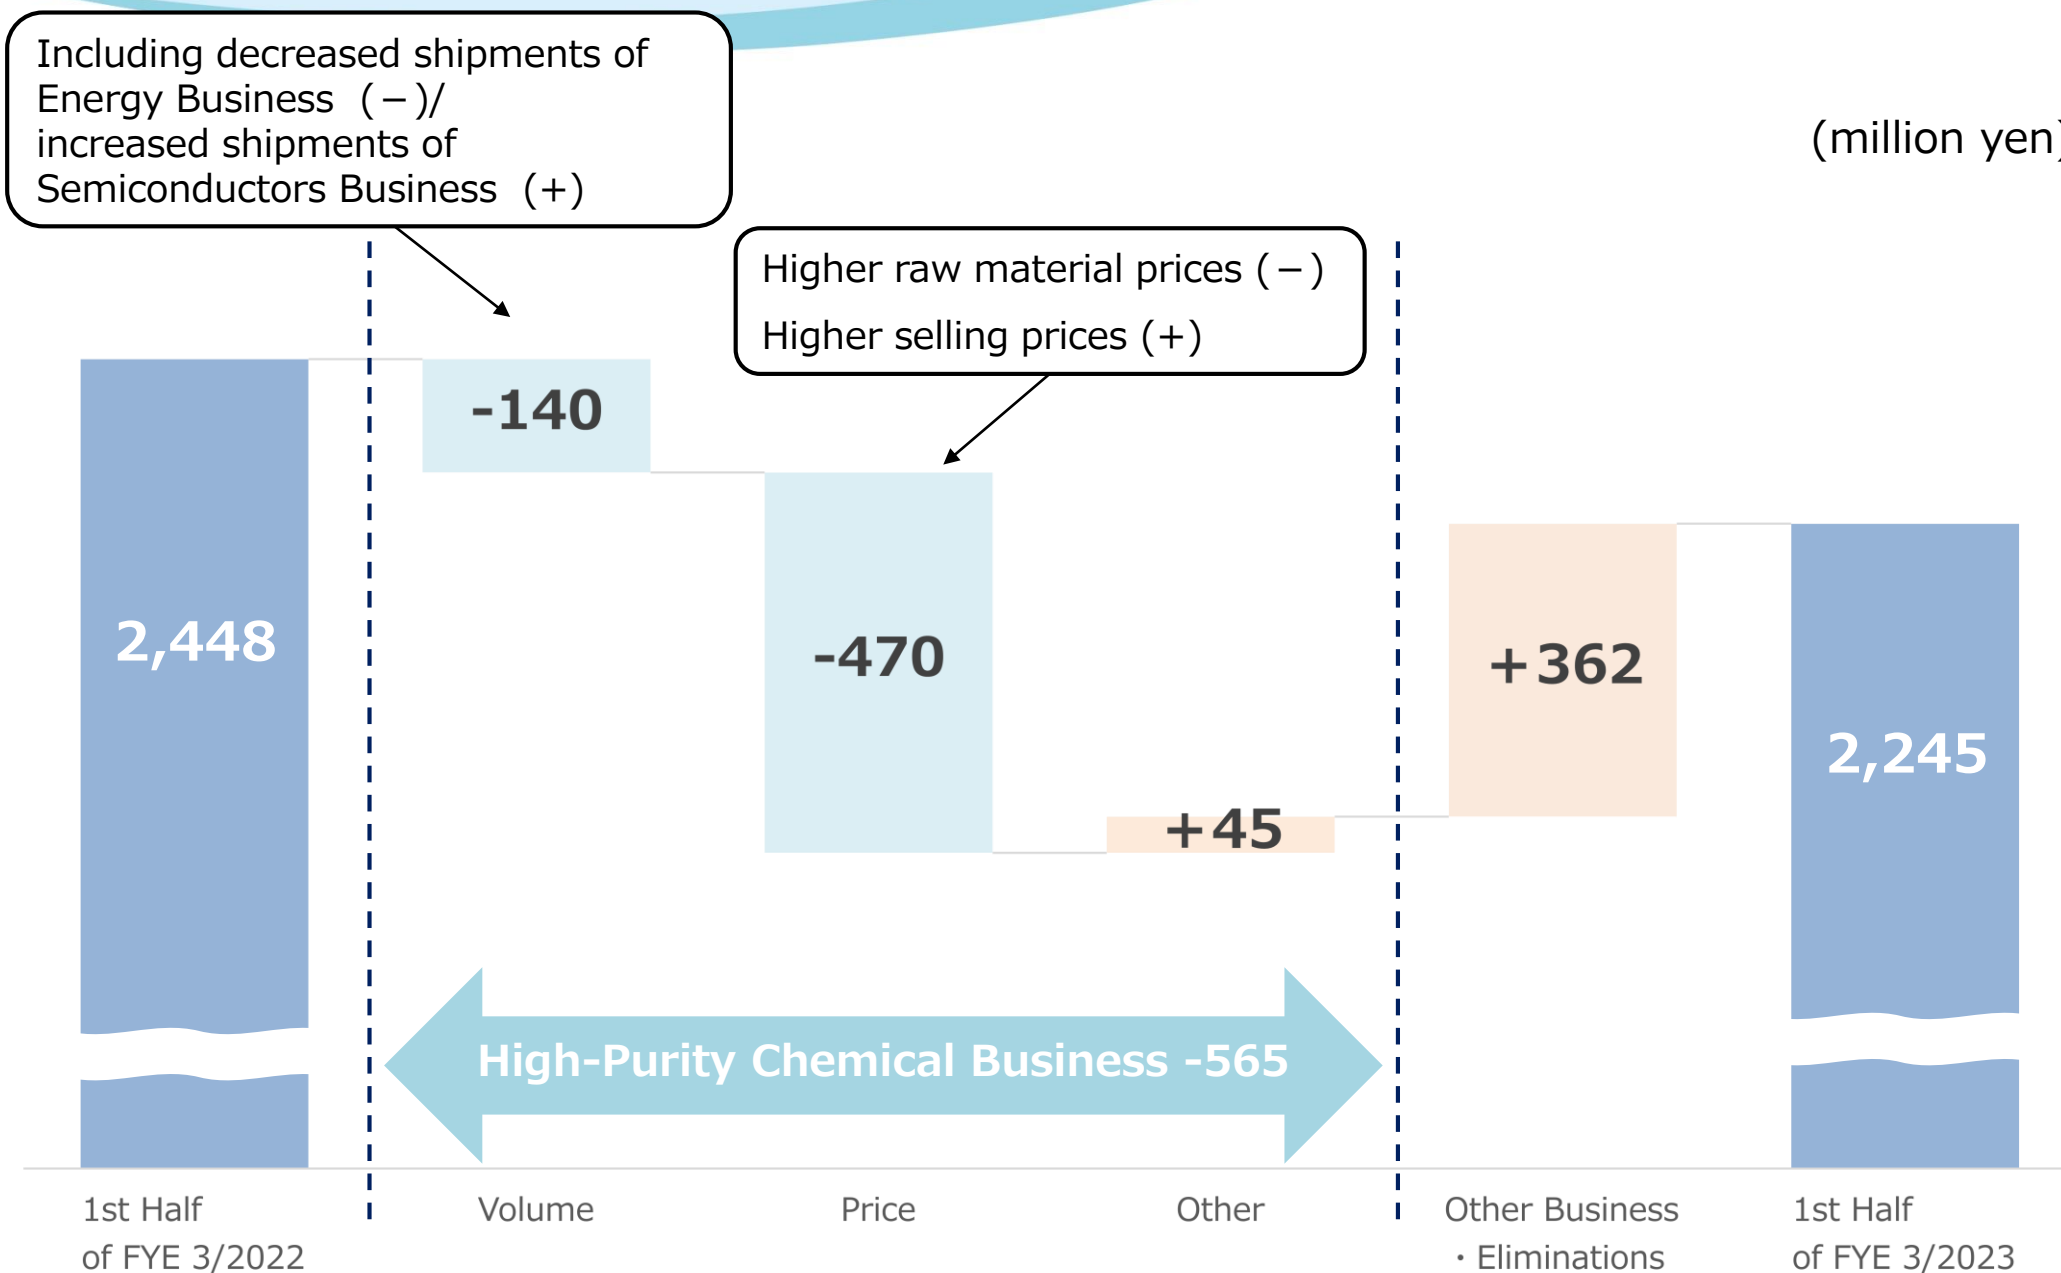 Including decreased shipments of
Energy Business (－)/
increased shipments of
Semiconductors Business (+)
(million yen)
Higher raw material prices (－)
Higher selling prices (+)
-140
2,448
-470
+362
2,245
+45
High-Purity Chemical Business -565
1st Half
of FYE 3/2022
Volume
Price
Other
Other Business
・Eliminations
1st Half
of FYE 3/2023